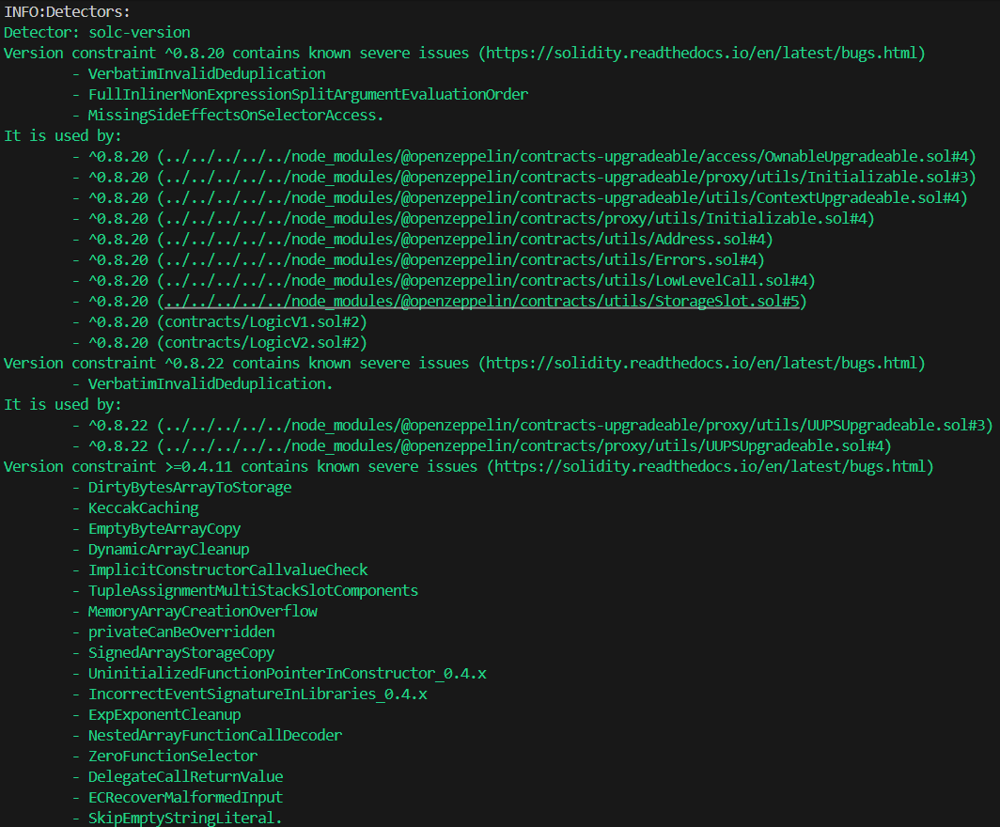 INFO:Detectors:
Detector: solc-version
Version constraint ^0.8.20 contains known severe issues (https://solidity.readthedocs.io/en/latest/bugs.html)
- VerbatimInvalidDeduplication
- FullInlinerNonExpressionSplitArgumentEvaluationOrder
- MissingSideEffectsOnSelectorAccess.
It is used by:
- ^0.8.20 (../../../../../node_modules/@openzeppelin/contracts-upgradeable/access/OwnableUpgradeable.sol#4)
- ^0.8.20 (../../../../../node_modules/@openzeppelin/contracts-upgradeable/proxy/utils/Initializable.sol#3)
- ^0.8.20 (../../../../../node_modules/@openzeppelin/contracts-upgradeable/utils/ContextUpgradeable.sol#4)
- ^0.8.20 (../../../../../node_modules/@openzeppelin/contracts/proxy/utils/Initializable.sol#4)
- ^0.8.20 (../../../../../node_modules/@openzeppelin/contracts/utils/Address.sol#4)
- ^0.8.20 (../../../../../node_modules/@openzeppelin/contracts/utils/Errors.sol#4)
- ^0.8.20 (../../../../../node_modules/@openzeppelin/contracts/utils/LowLevelCall.sol#4)
- ^0.8.20 (../../../../../node_modules/@openzeppelin/contracts/utils/StorageSlot.sol#5)
- ^0.8.20 (contracts/LogicV1.sol#2)
- ^0.8.20 (contracts/LogicV2.sol#2)
Version constraint ^0.8.22 contains known severe issues (https://solidity.readthedocs.io/en/latest/bugs.html)
- VerbatimInvalidDeduplication.
It is used by:
- ^0.8.22 (../../../../../node_modules/@openzeppelin/contracts-upgradeable/proxy/utils/UUPSUpgradeable.sol#3)
- ^0.8.22 (../../../../../node_modules/@openzeppelin/contracts/proxy/utils/UUPSUpgradeable.sol#4)
Version constraint >=0.4.11 contains known severe issues (https://solidity.readthedocs.io/en/latest/bugs.html)
- DirtyBytesArrayToStorage
- KeccakCaching
- EmptyByteArrayCopy
- DynamicArrayCleanup
- ImplicitConstructorCallvalueCheck
- TupleAssignmentMultiStackSlotComponents
- MemoryArrayCreationOverflow
- privateCanBeOverridden
- SignedArrayStorageCopy
- UninitializedFunctionPointerInConstructor_0.4.x
- IncorrectEventSignatureInLibraries_0.4.x
- ExpExponentCleanup
- NestedArrayFunctionCallDecoder
- ZeroFunctionSelector
- DelegateCallReturnValue
- ECRecoverMalformedInput
- SkipEmptyStringLiteral.